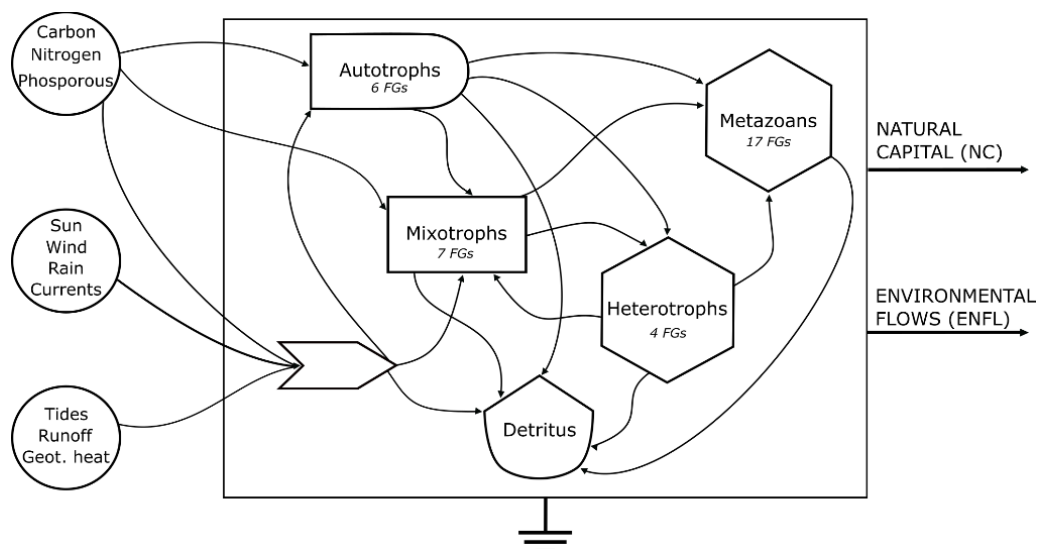 Carbon
Nitrogen
Phosporous
Sun
Wind
Rain
Currents
Tides
Runoff
Geot. heat
Autotrophs
6 FGs
Mixotrophs
7 FGs
Metazoans
17 FGs
Heterotrophs
4 FGs
Detritus
NATURAL
CAPITAL (NC)
ENVIRONMENTAL
FLOWS (ENFL)